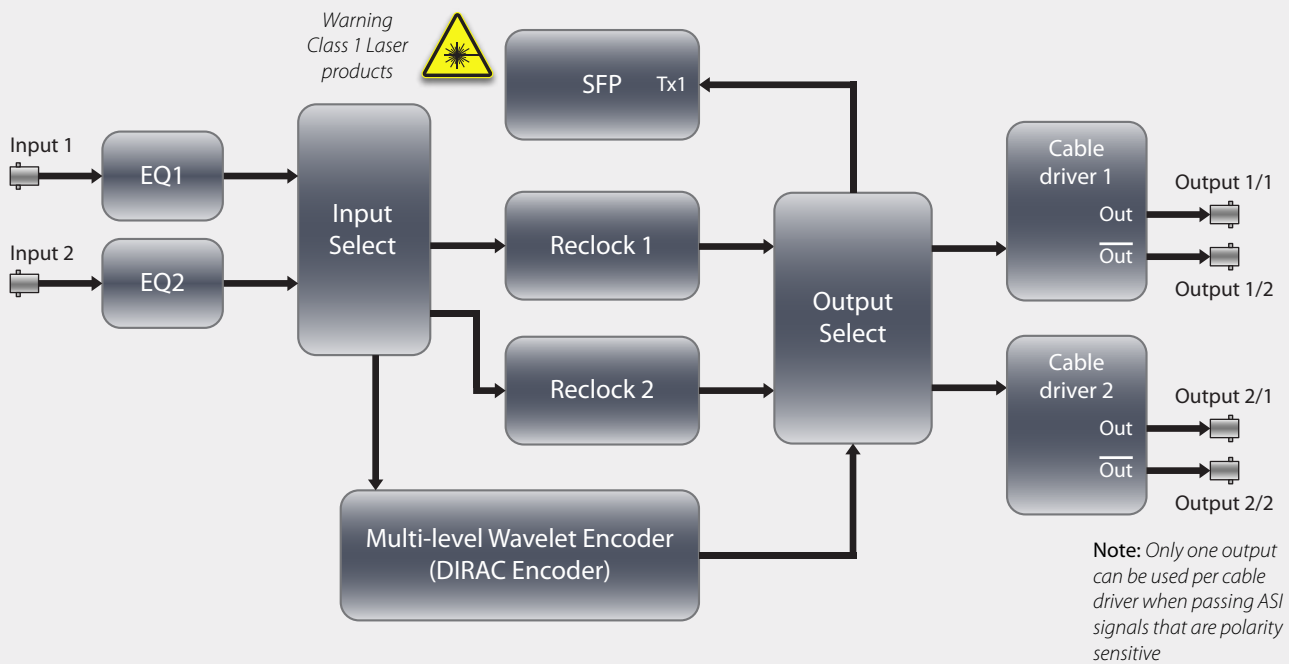 Warning
Class 1 Laser
products
SFP Tx1
Input 1
EQ1
Input 2
EQ2
Input
Select
Reclock 1
Reclock 2
Output
Select
Multi-level Wavelet Encoder
(DIRAC Encoder)
Cable
driver 1
Out
Out
Output 1/1
Output 1/2
Cable
driver 2
Out
Out
Output 2/1
Output 2/2
Note: Only one output
can be used per cable
driver when passing ASI
signals that are polarity
sensitive